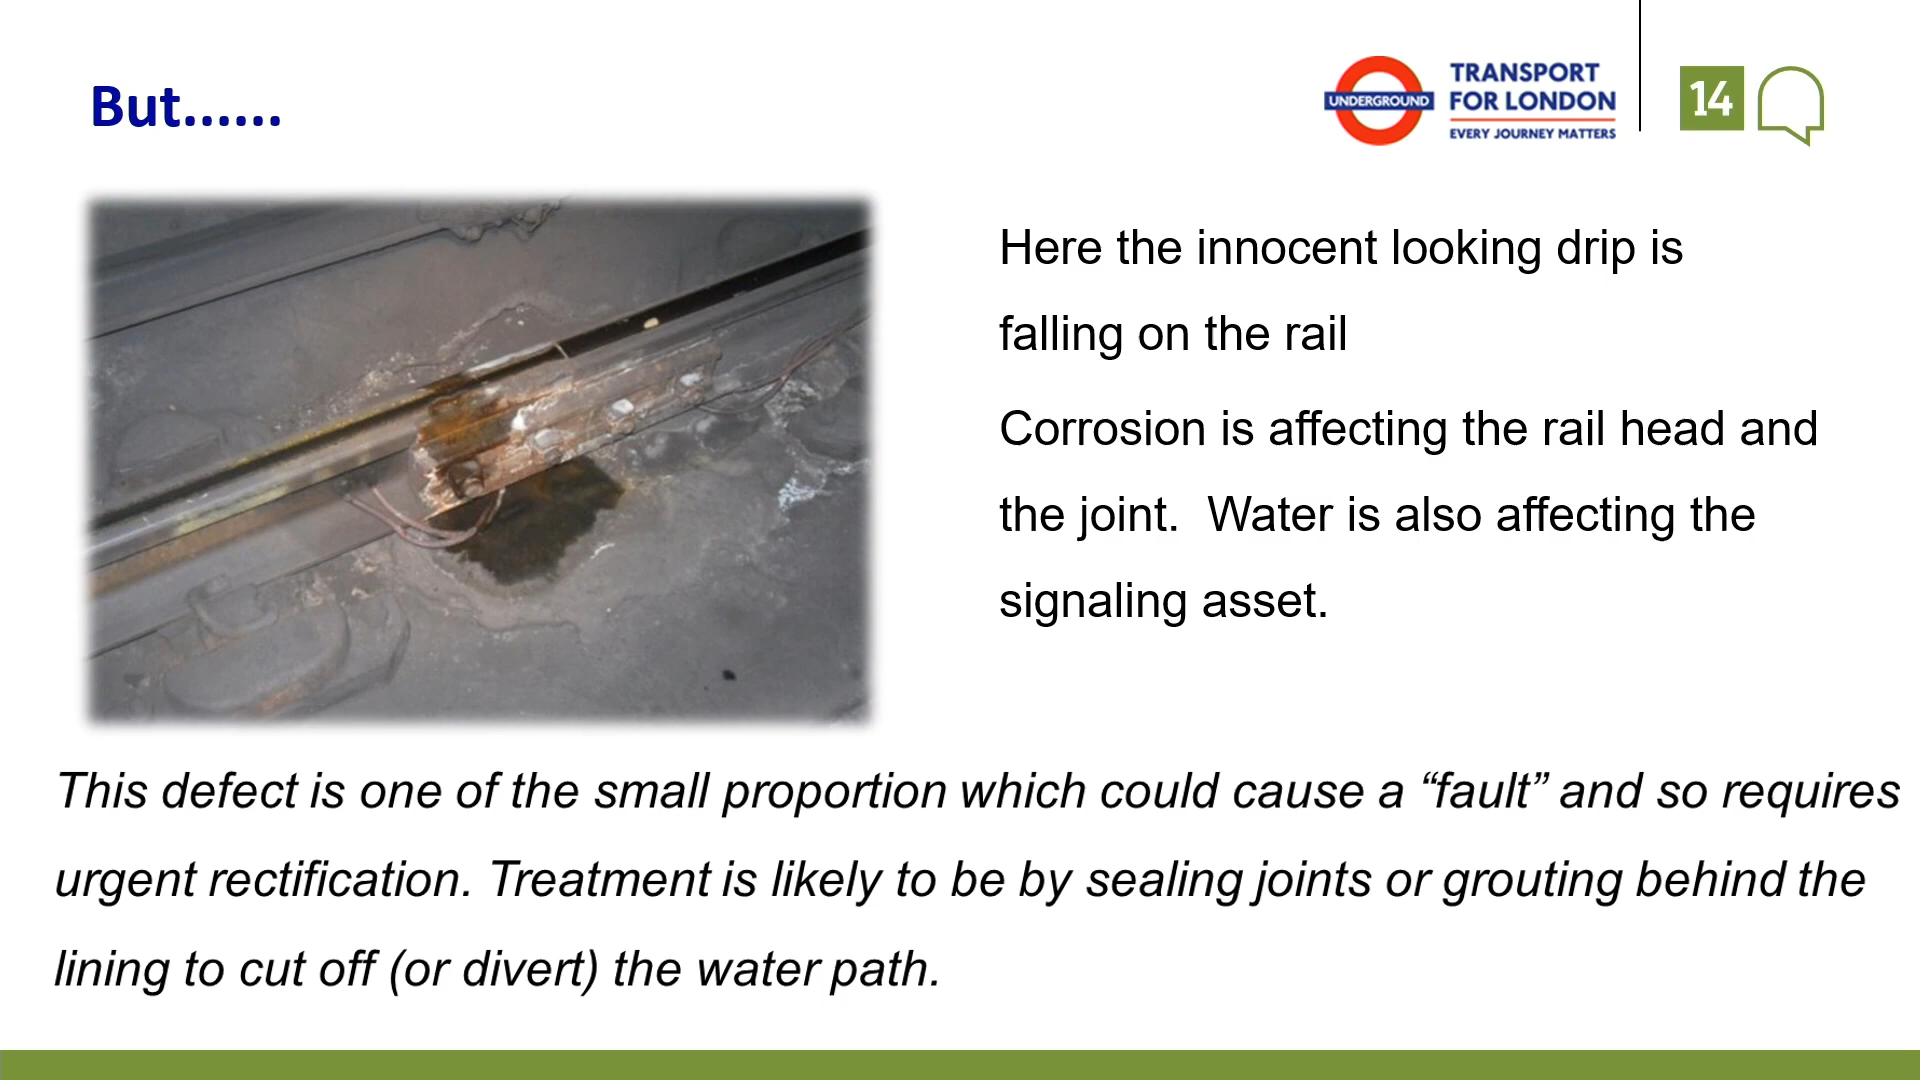 But......
UNDERGROUND
TRANSPORT
FOR LONDON
EVERY JOURNEY MATTERS
14
Here the innocent looking drip is
falling on the rail
Corrosion is affecting the rail head and
the joint.  Water is also affecting the
signaling asset.
This defect is one of the small proportion which could cause a “fault” and so requires
urgent rectification. Treatment is likely to be by sealing joints or grouting behind the
lining to cut off (or divert) the water path.